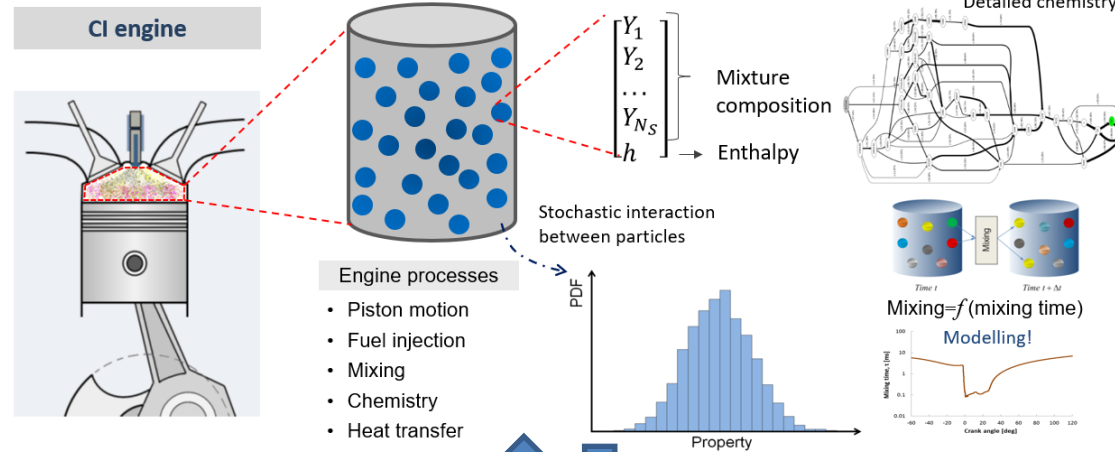 CI engine
Y1
Y2
...
YNS
h
Mixture
composition
Enthalpy
Detailed chemistry
Stochastic interaction
between particles
Engine processes
• Piston motion
• Fuel injection
• Mixing
• Chemistry
• Heat transfer
PDF
Property
Mixing
Time t
Time t + Δt
Mixing=f (mixing time)
Modelling!
Mixing time, τ [ms]
100
10
1
0.1
0.01
-60
-40
-20
0
20
40
60
80
100
120
Crank angle [deg]